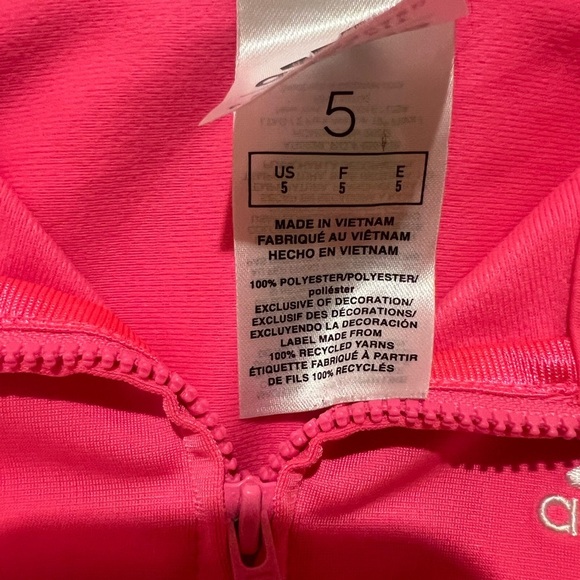 5
US F E
5 5 5
MADE IN VIETNAM
FABRIQUÉ AU VIÊTNAM
HECHO EN VIETNAM
100% POLYESTER/POLYESTER/
poliéster
EXCLUSIVE OF DECORATION/
EXCLUSIF DES DÉCORATIONS/
EXCLUYENDO LA DECORACIÓN
LABEL MADE FROM
100% RECYCLED YARNS
ÉTIQUETTE FABRIQUÉ À PARTIR
DE FILS 100% RECYCLÉS